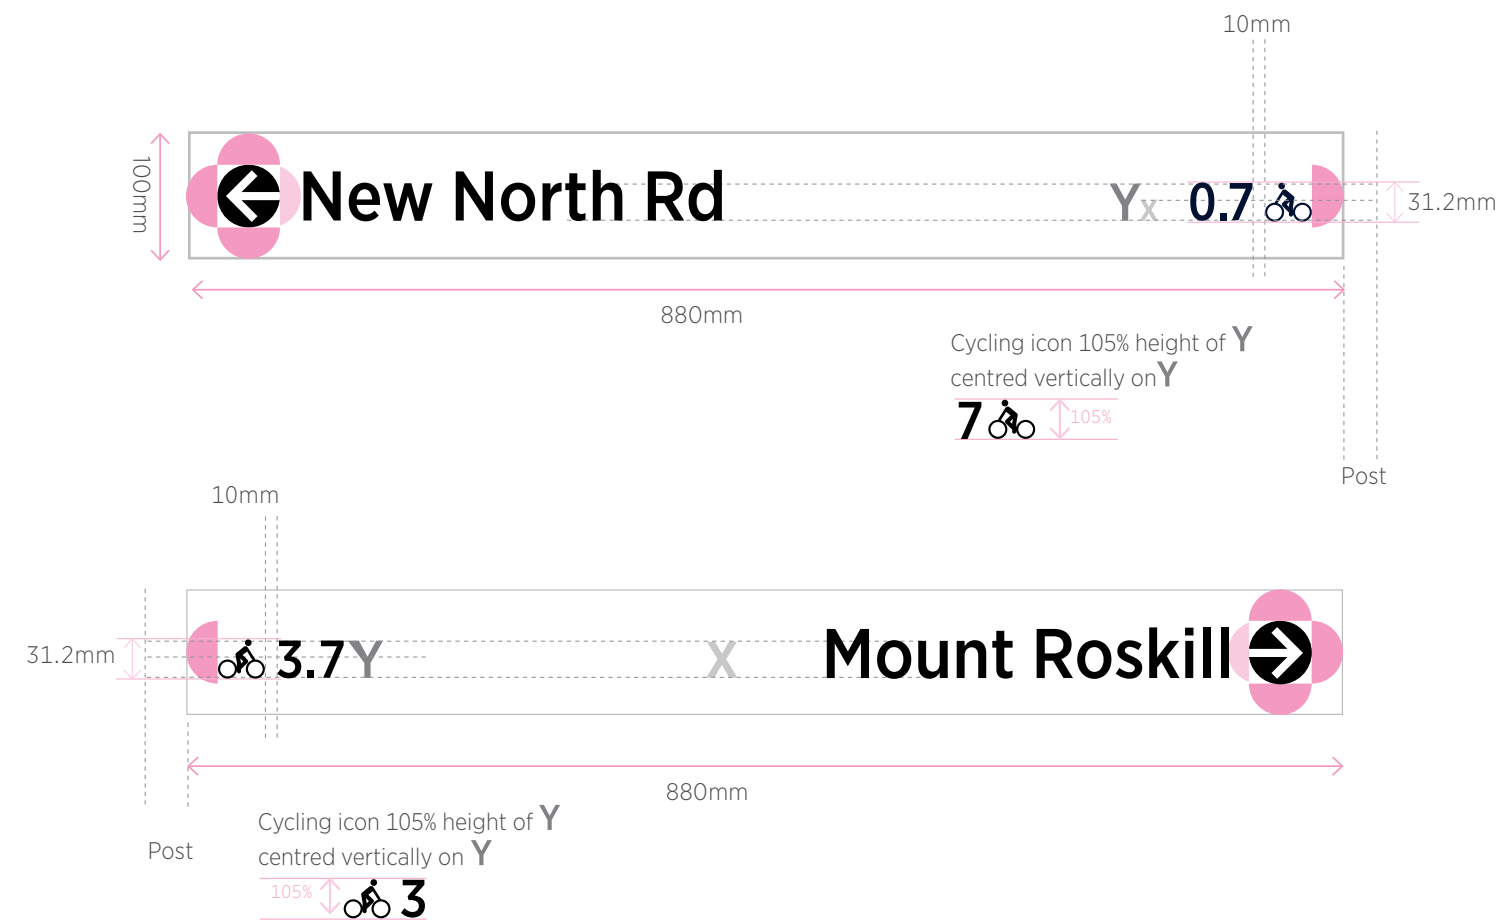 10mm
100mm
New North Rd
Yx
0.7
31.2mm
880mm
Cycling icon 105% height of Y
centred vertically on Y
7
105%
Post
10mm
31.2mm
3.7Y
X
Mount Roskill
880mm
Post
Cycling icon 105% height of Y
centred vertically on Y
105%
3